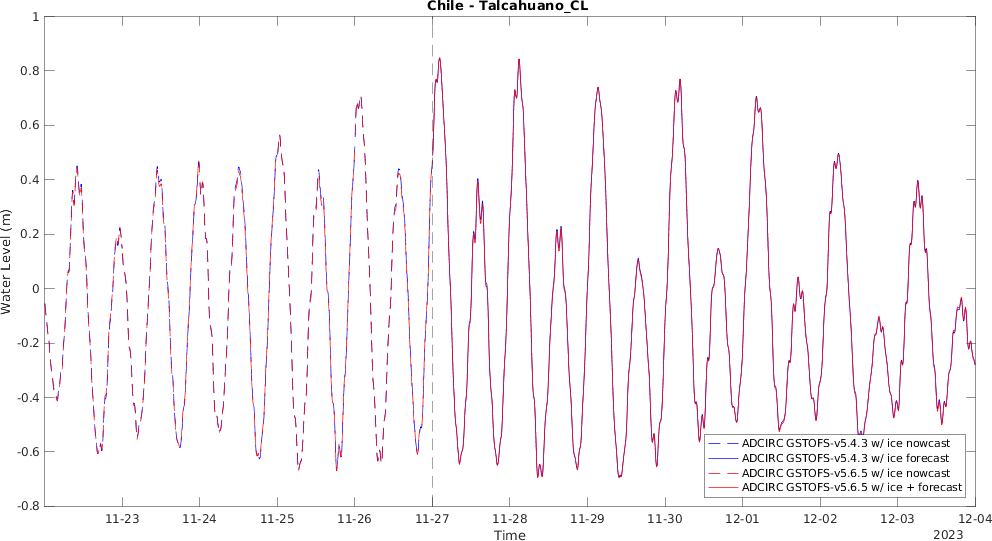 Chile - Talcahuano_CL
1
0.8
0.6
0.4
0.2
0
-0.2
-0.4
-0.6
-0.8
Water Level (m)
11-23 11-24 11-25 11-26 11-27 11-28 11-29 11-30 12-01 12-02 12-03 12-04
Time
2023
ADCIRC GSTOFS-v5.4.3 w/ ice nowcast
ADCIRC GSTOFS-v5.4.3 w/ ice forecast
ADCIRC GSTOFS-v5.6.5 w/ ice nowcast
ADCIRC GSTOFS-v5.6.5 w/ ice + forecast